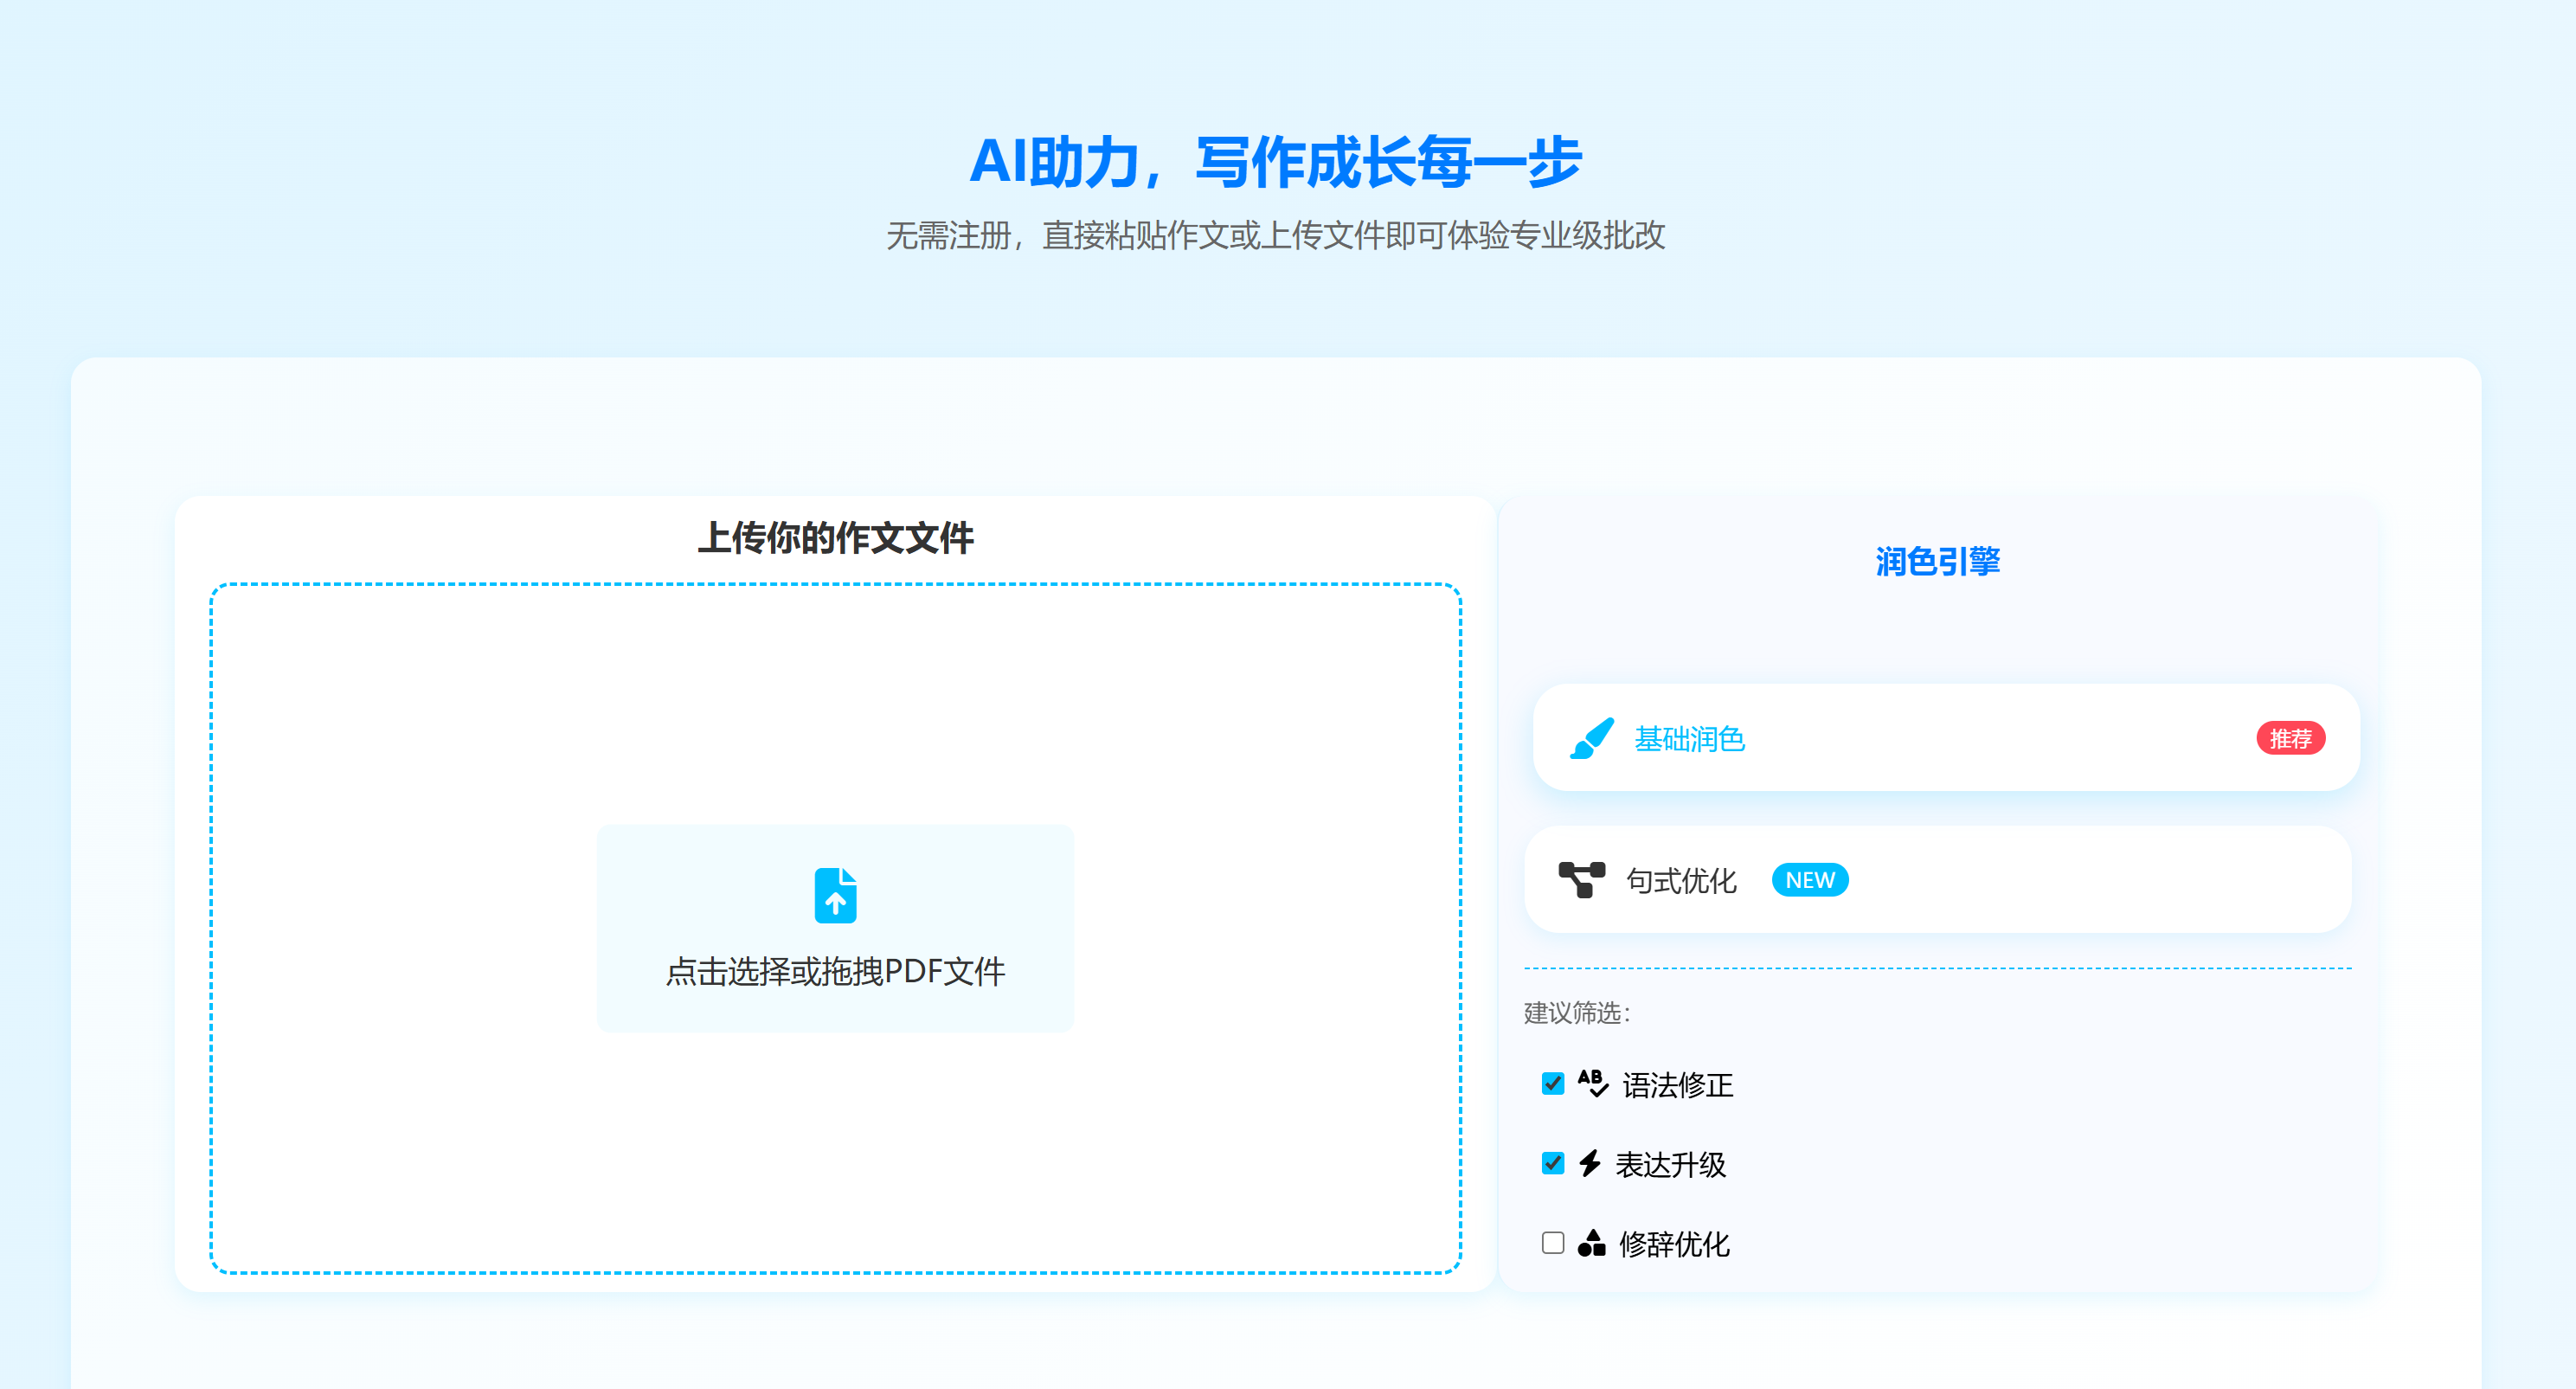 AI助力，写作成长每一步
无需注册，直接粘贴作文或上传文件即可体验专业级批改
上传你的作文文件
点击选择或拖拽PDF文件
润色引擎
基础润色 推荐
句式优化 NEW
建议筛选：
语法修正
表达升级
修辞优化